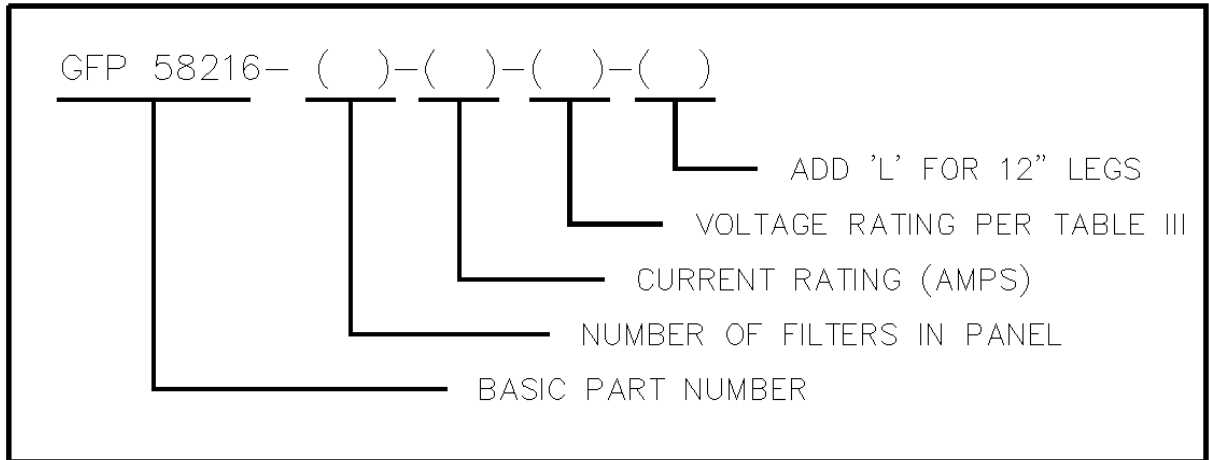 GFP 58216- ( )-( )-( )-( )
ADD 'L' FOR 12" LEGS
VOLTAGE RATING PER TABLE III
CURRENT RATING (AMPS)
NUMBER OF FILTERS IN PANEL
BASIC PART NUMBER